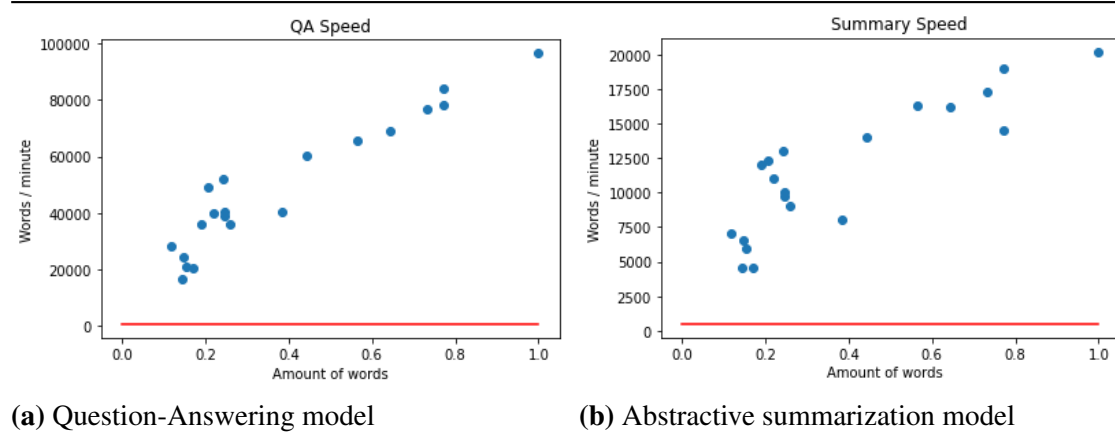 QA Speed
100000
80000
60000
40000
20000
0
Words / minute
0.0 0.2 0.4 0.6 0.8 1.0
Amount of words
Summary Speed
20000
17500
15000
12500
10000
7500
5000
2500
0
Words / minute
0.0 0.2 0.4 0.6 0.8 1.0
Amount of words
(a) Question-Answering model
(b) Abstractive summarization model